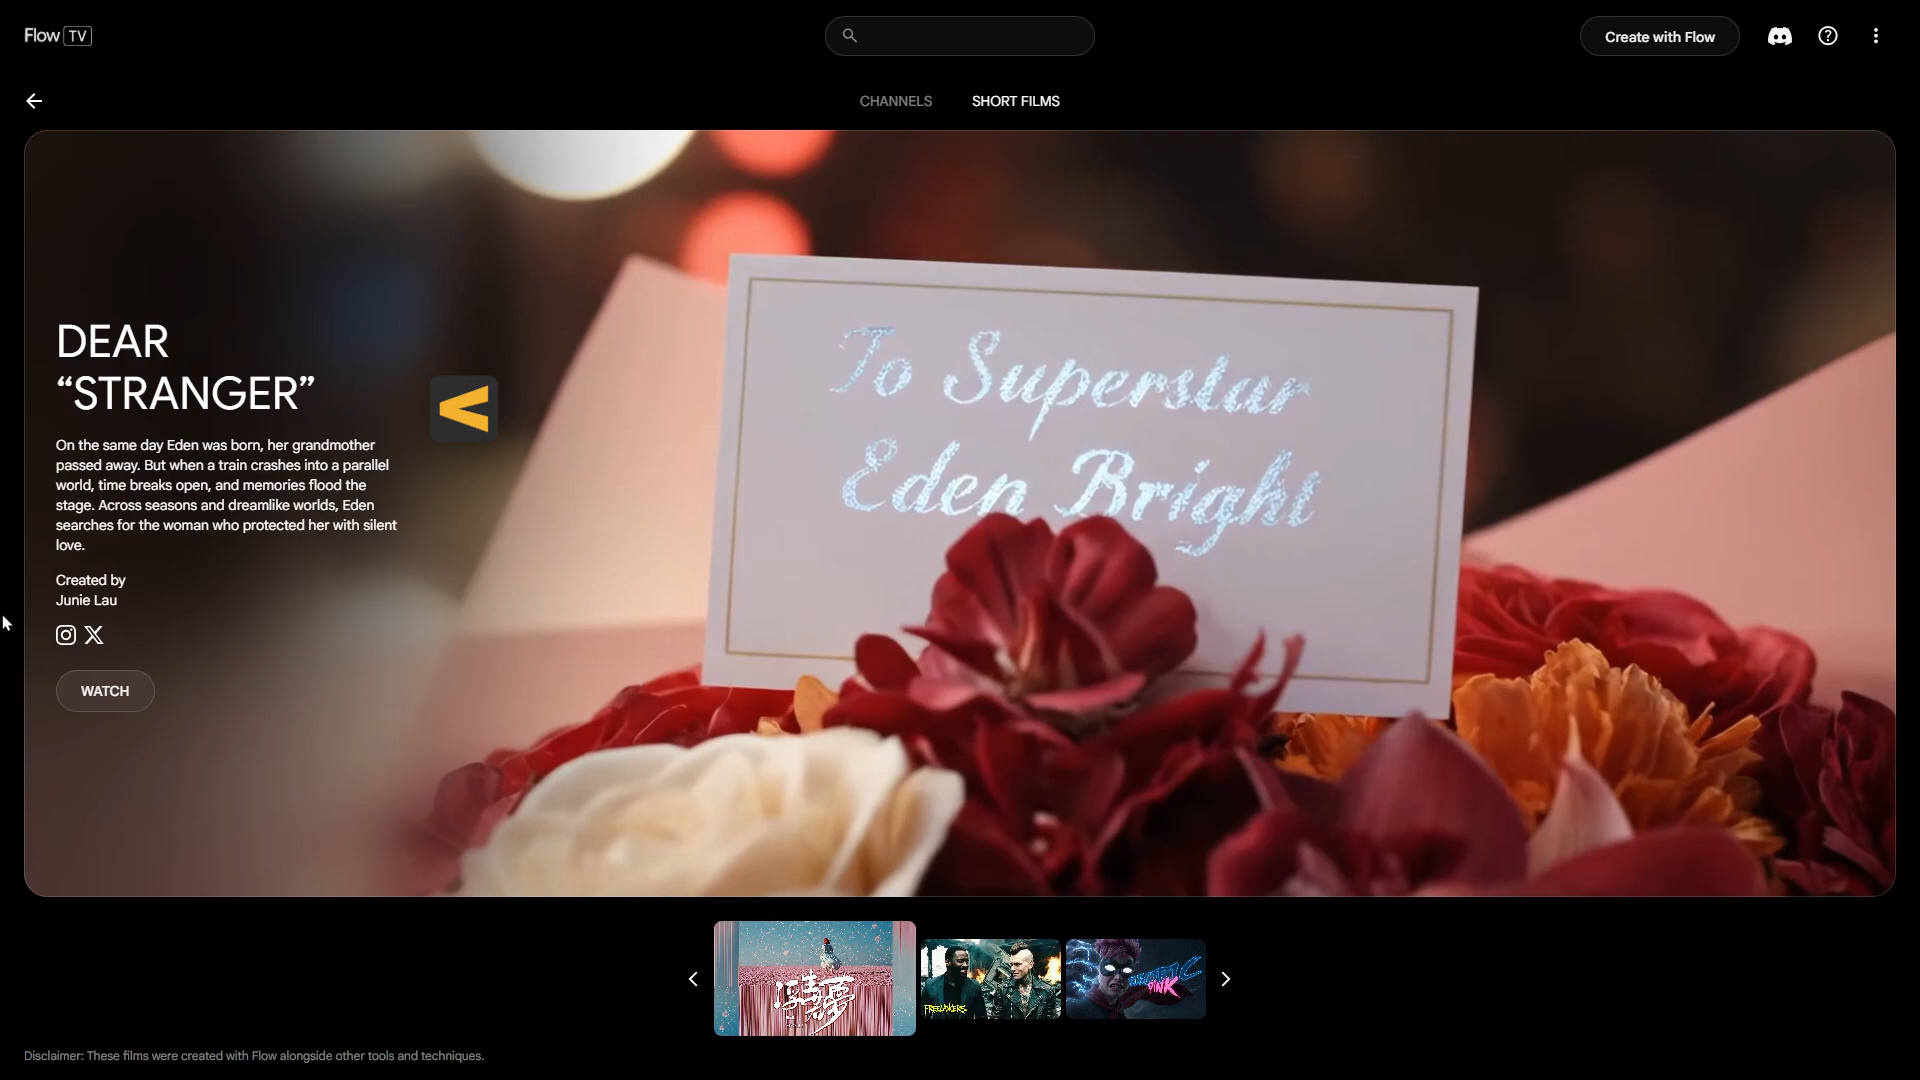 Flow TV
Create with Flow
CHANNELS
SHORT FILMS
To Superstar
Eden Bright
DEAR
“STRANGER”
On the same day Eden was born, her grandmother
passed away. But when a train crashes into a parallel
world, time breaks open, and memories flood the
stage. Across seasons and dreamlike worlds, Eden
searches for the woman who protected her with silent
love.
Created by
Junie Lau
WATCH
FREELANCERS
PINK
Disclaimer: These films were created with Flow alongside other tools and techniques.